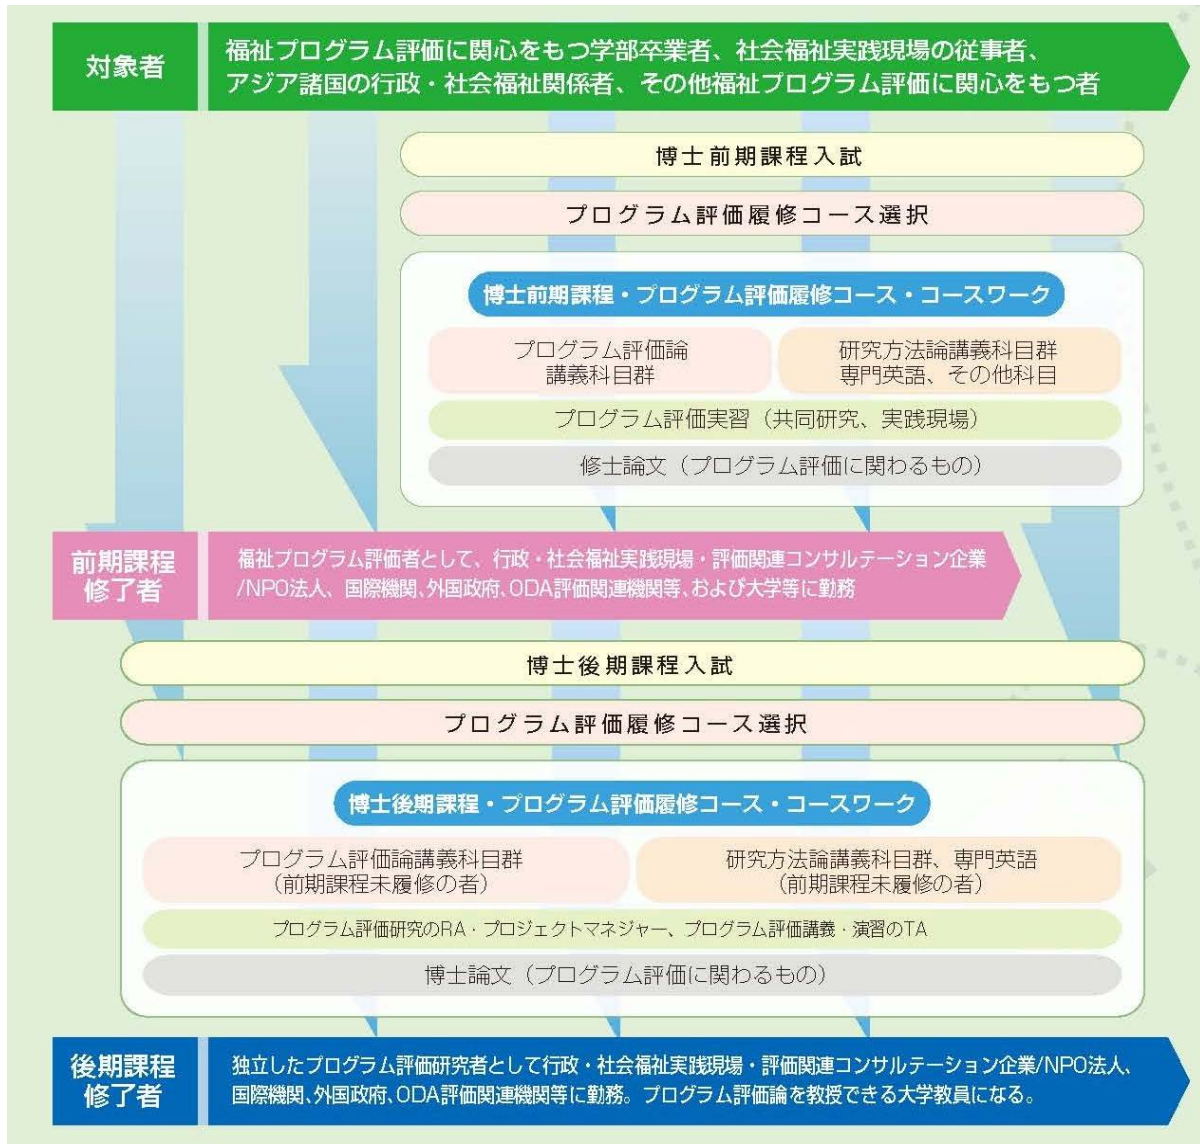 対象者
福祉プログラム評価に関心をもつ学部卒業者、社会福祉実践現場の従事者、
アジア諸国の行政・社会福祉関係者、その他福祉プログラム評価に関心をもつ者
博士前期課程入試
プログラム評価履修コース選択
博士前期課程・プログラム評価履修コース・コースワーク
プログラム評価論
講義科目群
研究方法論講義科目群
専門英語、その他科目
プログラム評価実習（共同研究、実践現場）
修士論文（プログラム評価に関わるもの）
前期課程
修了者
福祉プログラム評価者として、行政・社会福祉実践現場・評価関連コンサルテーション企業
/NPO法人、国際機関、外国政府、ODA評価関連機関等、および大学等に勤務
博士後期課程入試
プログラム評価履修コース選択
博士後期課程・プログラム評価履修コース・コースワーク
プログラム評価論講義科目群
（前期課程未履修の者）
研究方法論講義科目群、専門英語
（前期課程未履修の者）
プログラム評価研究のRA・プロジェクトマネジャー、プログラム評価講義・演習のTA
博士論文（プログラム評価に関わるもの）
後期課程
修了者
独立したプログラム評価研究者として行政・社会福祉実践現場・評価関連コンサルテーション企業/NPO法人、
国際機関、外国政府、ODA評価関連機関等に勤務。プログラム評価論を教授できる大学教員になる。